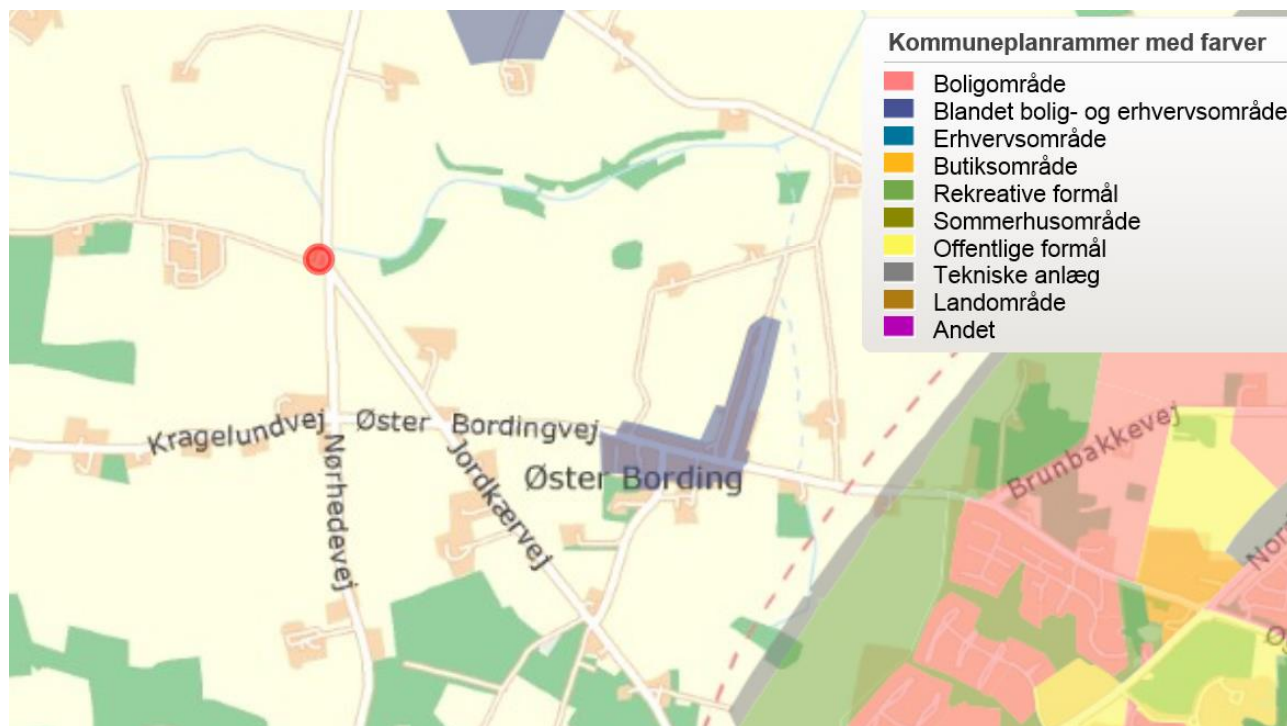 Kommuneplanrammer med farver
Boligområde
Blandet bolig- og erhvervsområde
Erhvervsområde
Butiksområde
Rekreative formål
Sommerhusområde
Offentlige formål
Tekniske anlæg
Landområde
Andet
Kragelundvej
Øster Bordingvej
Nørhedevej
Jordkærvej
Øster Bording
Brunbakkevej